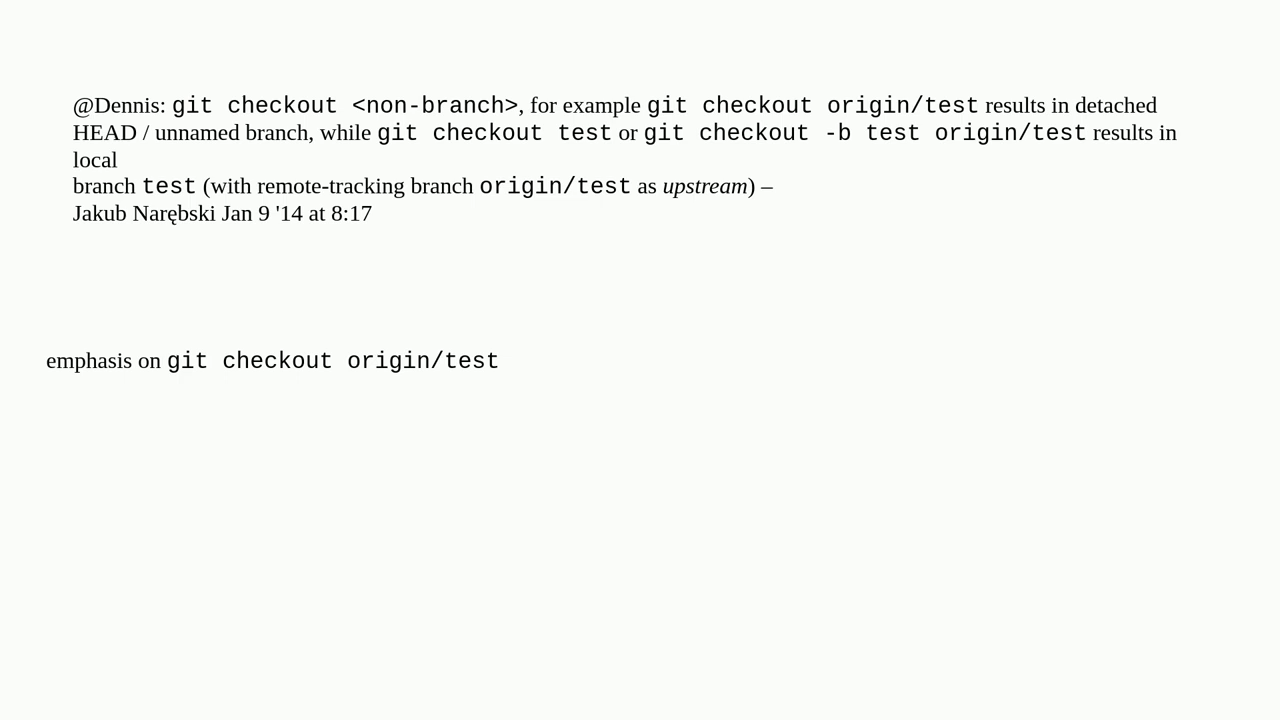 @Dennis: git checkout <non-branch>, for example git checkout origin/test results in detached
HEAD / unnamed branch, while git checkout test or git checkout -b test origin/test results in
local
branch test (with remote-tracking branch origin/test as upstream) –
Jakub Narębski Jan 9 '14 at 8:17
emphasis on git checkout origin/test